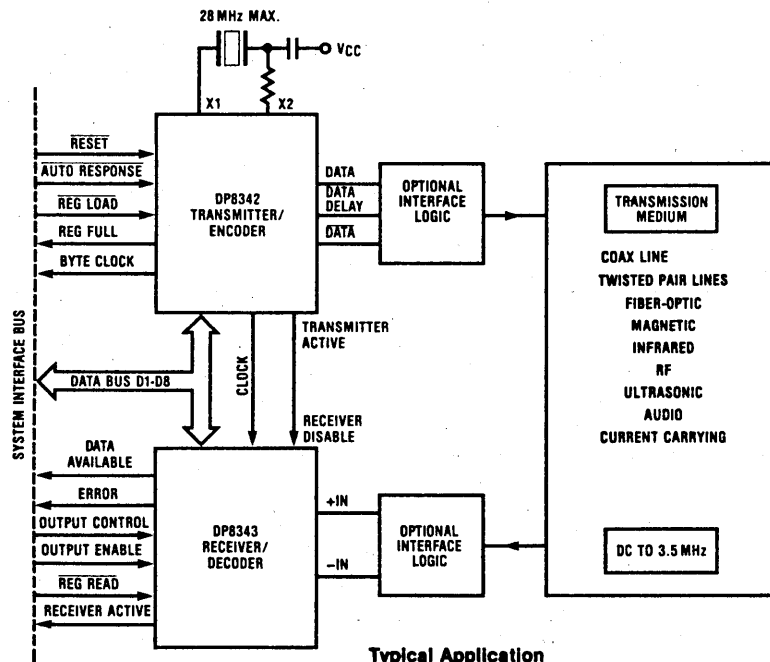 28 MHz MAX.
VCC
X1 X2
SYSTEM INTERFACE BUS
RESET
AUTO RESPONSE
REG LOAD
REG FULL
BYTE CLOCK
DP8342
TRANSMITTER/
ENCODER
DATA
DATA
DELAY
DATA
OPTIONAL
INTERFACE
LOGIC
TRANSMISSION
MEDIUM
COAX LINE
TWISTED PAIR LINES
FIBER-OPTIC
MAGNETIC
INFRARED
RF
ULTRASONIC
AUDIO
CURRENT CARRYING
DC TO 3.5 MHz
DATA BUS D1-D8
CLOCK
TRANSMITTER
ACTIVE
RECEIVER
DISABLE
DATA
AVAILABLE
ERROR
OUTPUT CONTROL
OUTPUT ENABLE
REG READ
RECEIVER ACTIVE
DP8343
RECEIVER/
DECODER
+IN
−IN
OPTIONAL
INTERFACE
LOGIC
Typical Application